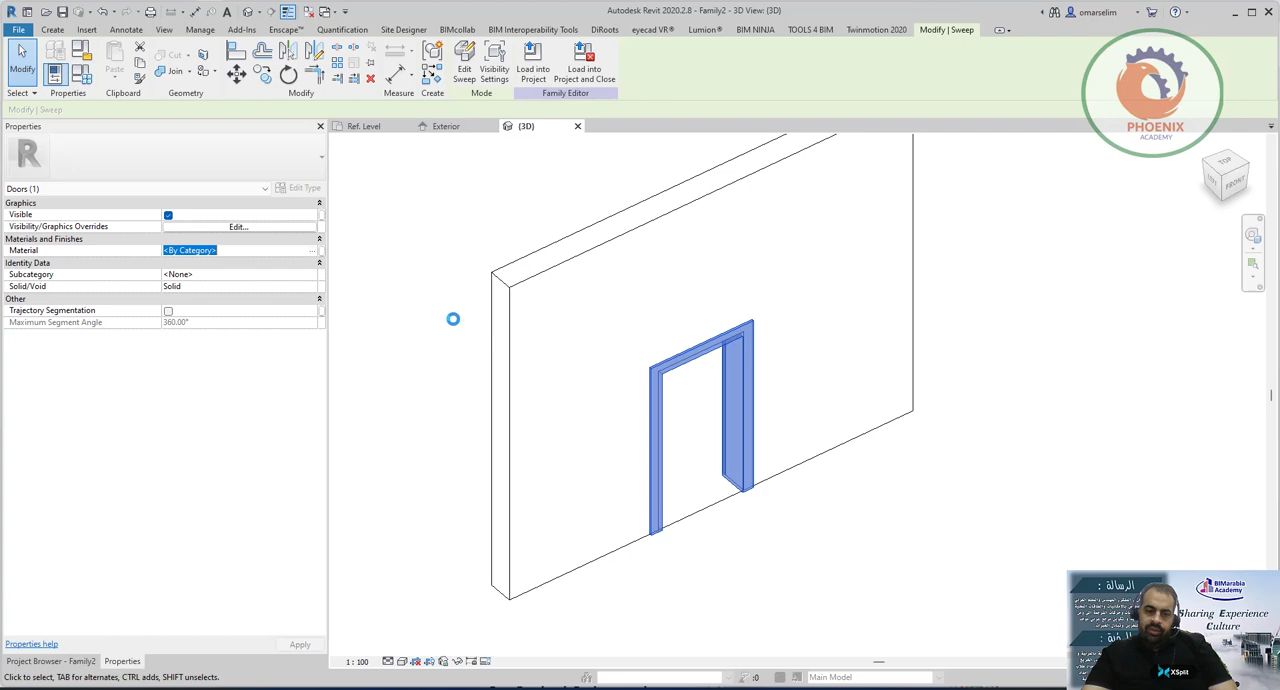 Autodesk Revit 2020.2.8 - Family2 - 3D View: {3D}
omarselim
File
Create
Insert
Annotate
View
Manage
Add-Ins
Enscape™
Quantification
Site Designer
BIMcollab
BIM Interoperability Tools
DiRoots
eyecad VR®
Lumion®
BIM NINJA
TOOLS 4 BIM
Twinmotion 2020
Modify | Sweep
Modify
Paste
Cut
Join
Edit
Sweep
Visibility
Settings
Load into
Project
Load into
Project and Close
Select
Properties
Clipboard
Geometry
Modify
Measure
Create
Mode
Family Editor
Modify | Sweep
PHOENIX
ACADEMY
Properties
Ref. Level
Exterior
{3D}
Doors (1)
Edit Type
Graphics
Visible
Visibility/Graphics Overrides
Edit...
Materials and Finishes
Material
<By Category>
Identity Data
Subcategory
<None>
Solid/Void
Solid
Other
Trajectory Segmentation
Maximum Segment Angle
360.00°
TOP
FRONT
Properties help
Apply
Project Browser - Family2
Properties
1 : 100
Click to select, TAB for alternates, CTRL adds, SHIFT unselects.
:0
Main Model
الرسالة :
BIMarabia
Academy
Sharing Experience
Culture
XSplit